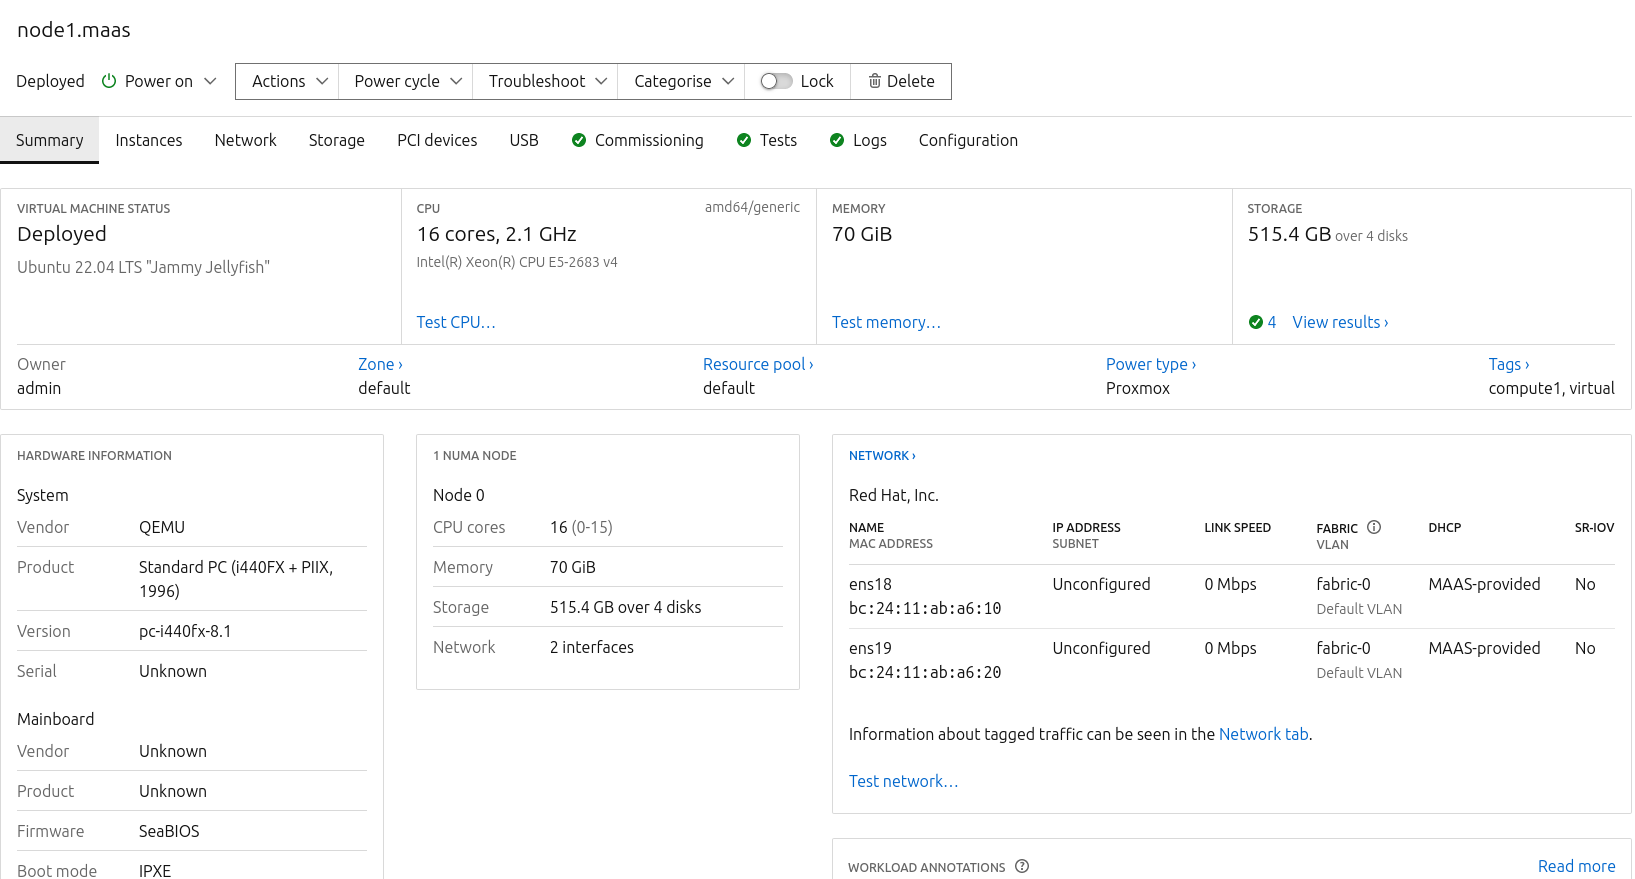 node1.maas
Deployed Power on Actions Power cycle Troubleshoot Categorise Lock Delete
Summary Instances Network Storage PCI devices USB Commissioning Tests Logs Configuration
VIRTUAL MACHINE STATUS
Deployed
Ubuntu 22.04 LTS "Jammy Jellyfish"
CPU amd64/generic
16 cores, 2.1 GHz
Intel(R) Xeon(R) CPU E5-2683 v4
Test CPU…
MEMORY
70 GiB
Test memory…
STORAGE
515.4 GB over 4 disks
4 View results ›
Owner
admin
Zone ›
default
Resource pool ›
default
Power type ›
Proxmox
Tags ›
compute1, virtual
HARDWARE INFORMATION
System
Vendor QEMU
Product Standard PC (i440FX + PIIX,
1996)
Version pc-i440fx-8.1
Serial Unknown
Mainboard
Vendor Unknown
Product Unknown
Firmware SeaBIOS
Boot mode IPXE
1 NUMA NODE
Node 0
CPU cores 16 (0-15)
Memory 70 GiB
Storage 515.4 GB over 4 disks
Network 2 interfaces
NETWORK ›
Red Hat, Inc.
NAME IP ADDRESS LINK SPEED FABRIC DHCP SR-IOV
MAC ADDRESS SUBNET VLAN
ens18 Unconfigured 0 Mbps fabric-0 MAAS-provided No
bc:24:11:ab:a6:10 Default VLAN
ens19 Unconfigured 0 Mbps fabric-0 MAAS-provided No
bc:24:11:ab:a6:20 Default VLAN
Information about tagged traffic can be seen in the Network tab.
Test network…
WORKLOAD ANNOTATIONS Read more